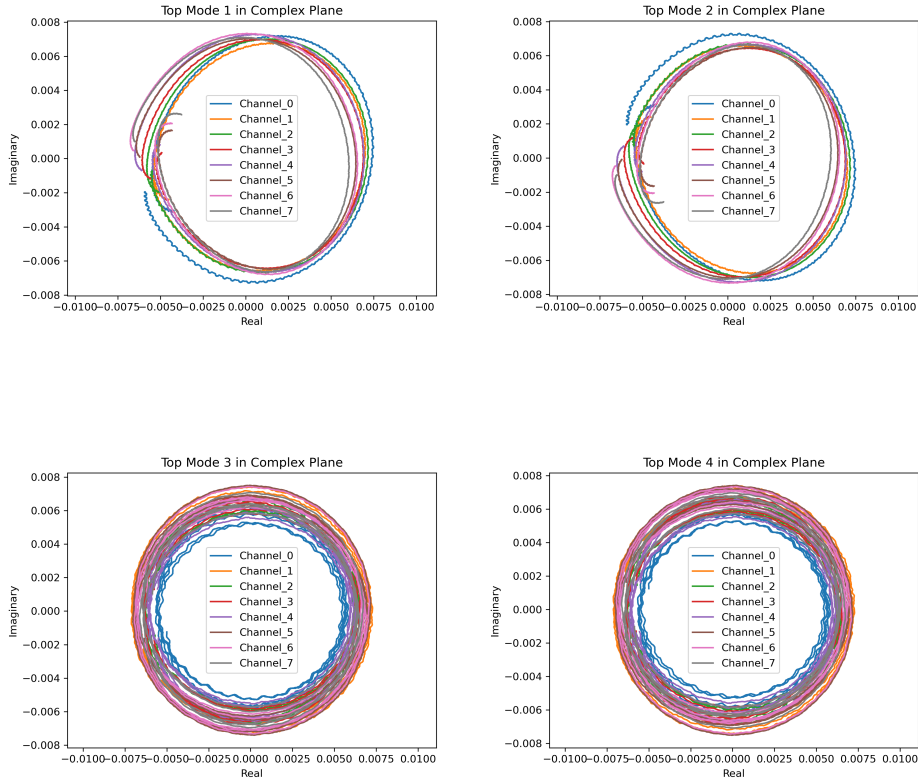 Top Mode 1 in Complex Plane
0.008
0.006
0.004
0.002
0.000
−0.002
−0.004
−0.006
−0.008
Imaginary
Channel_0
Channel_1
Channel_2
Channel_3
Channel_4
Channel_5
Channel_6
Channel_7
−0.0100−0.0075−0.0050−0.0025 0.0000 0.0025 0.0050 0.0075 0.0100
Real
Top Mode 2 in Complex Plane
0.008
0.006
0.004
0.002
0.000
−0.002
−0.004
−0.006
−0.008
Imaginary
Channel_0
Channel_1
Channel_2
Channel_3
Channel_4
Channel_5
Channel_6
Channel_7
−0.0100−0.0075−0.0050−0.0025 0.0000 0.0025 0.0050 0.0075 0.0100
Real
Top Mode 3 in Complex Plane
0.008
0.006
0.004
0.002
0.000
−0.002
−0.004
−0.006
−0.008
Imaginary
Channel_0
Channel_1
Channel_2
Channel_3
Channel_4
Channel_5
Channel_6
Channel_7
−0.0100−0.0075−0.0050−0.0025 0.0000 0.0025 0.0050 0.0075 0.0100
Real
Top Mode 4 in Complex Plane
0.008
0.006
0.004
0.002
0.000
−0.002
−0.004
−0.006
−0.008
Imaginary
Channel_0
Channel_1
Channel_2
Channel_3
Channel_4
Channel_5
Channel_6
Channel_7
−0.0100−0.0075−0.0050−0.0025 0.0000 0.0025 0.0050 0.0075 0.0100
Real